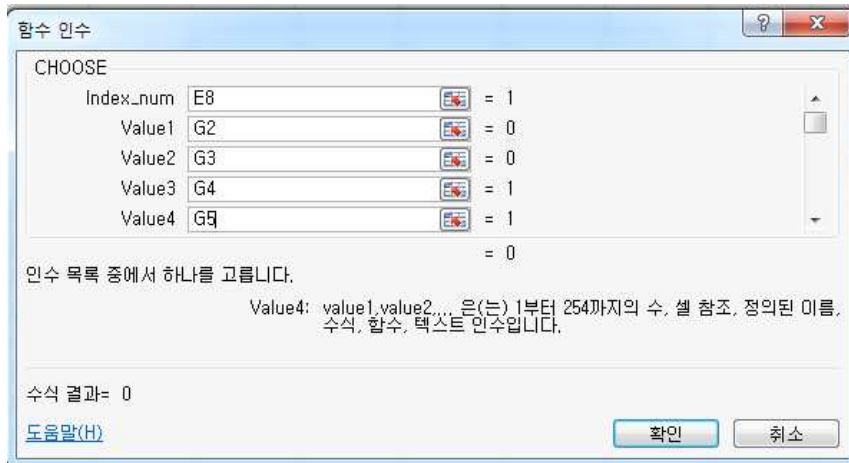 함수 인수
CHOOSE
Index_num E8 = 1
Value1 G2 = 0
Value2 G3 = 0
Value3 G4 = 1
Value4 G5 = 1
= 0
인수 목록 중에서 하나를 고릅니다.
Value4: value1,value2,... 은(는) 1부터 254까지의 수, 셀 참조, 정의된 이름,
수식, 함수, 텍스트 인수입니다.
수식 결과= 0
도움말(H)
확인 취소